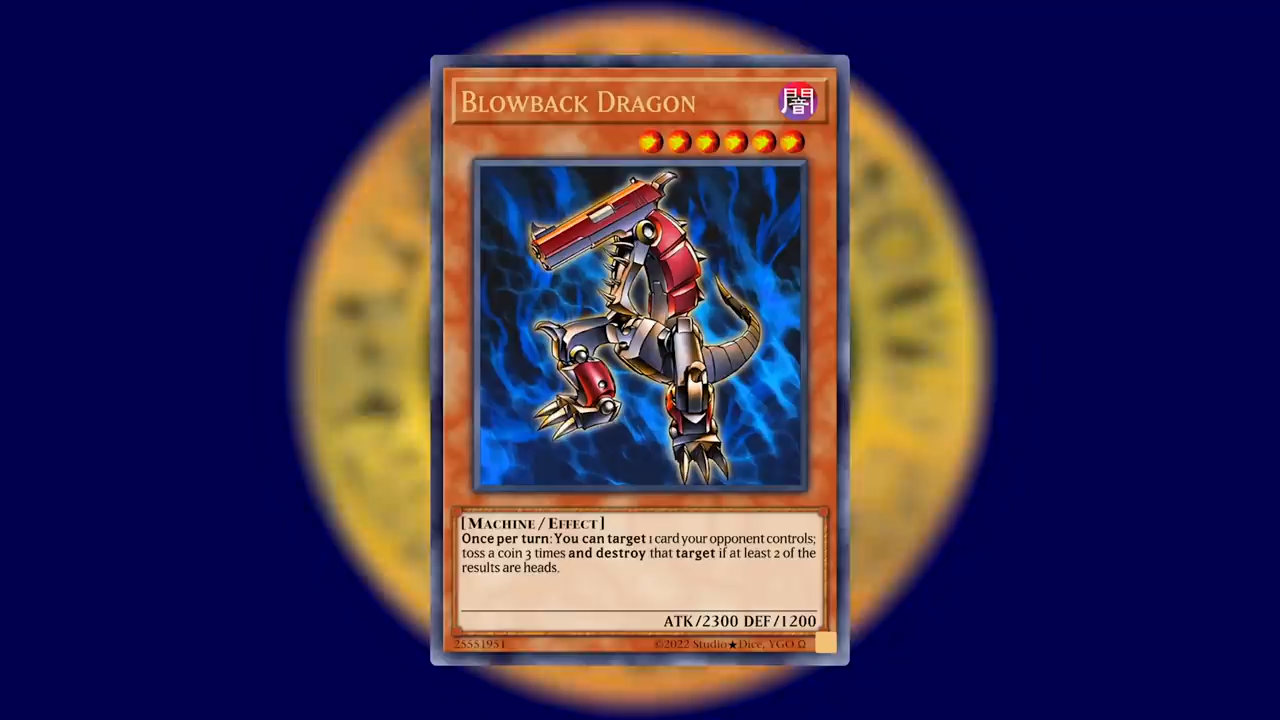 BLOWBACK DRAGON
闇
[MACHINE/EFFECT]
Once per turn: You can target 1 card your opponent controls;
toss a coin 3 times and destroy that target if at least 2 of the
results are heads.
ATK/2300 DEF/1200
25551951
©2022 Studio★Dice, YGO Ω